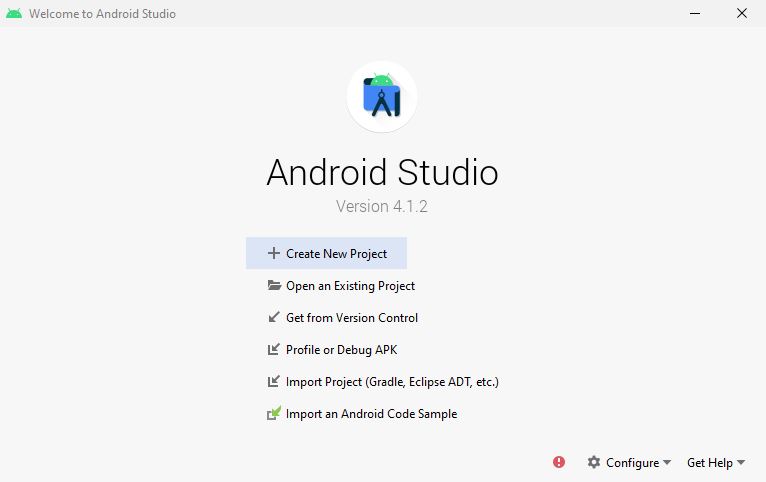 Welcome to Android Studio
Android Studio
Version 4.1.2
Create New Project
Open an Existing Project
Get from Version Control
Profile or Debug APK
Import Project (Gradle, Eclipse ADT, etc.)
Import an Android Code Sample
Configure Get Help